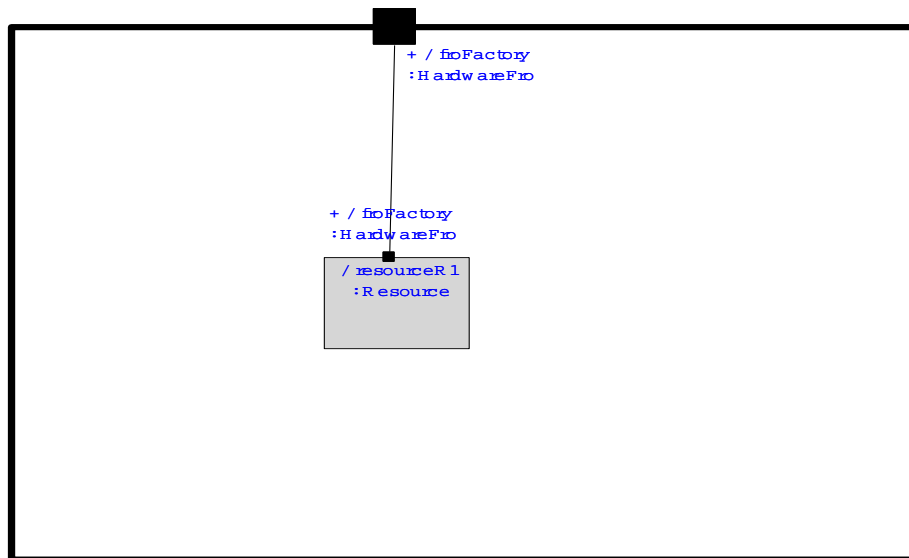 + / froFactory
:HardwareFro
+ / froFactory
:HardwareFro
/ resourceR1
:Resource